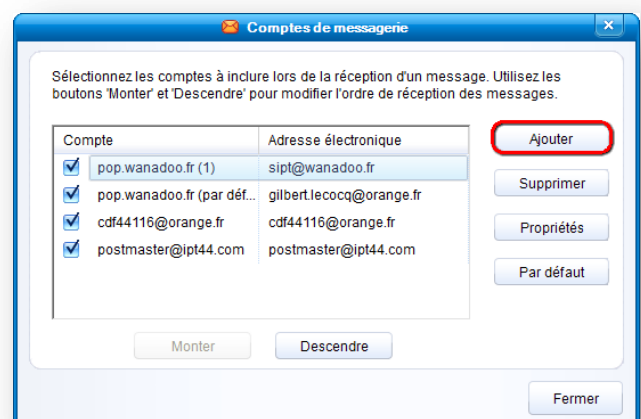 Comptes de messagerie
Sélectionnez les comptes à inclure lors de la réception d'un message. Utilisez les
boutons 'Monter' et 'Descendre' pour modifier l'ordre de réception des messages.
Compte Adresse électronique
pop.wanadoo.fr (1) sipt@wanadoo.fr
pop.wanadoo.fr (par déf... gilbert.lecocq@orange.fr
cdf44116@orange.fr cdf44116@orange.fr
postmaster@ipt44.com postmaster@ipt44.com
Ajouter
Supprimer
Propriétés
Par défaut
Monter Descendre
Fermer